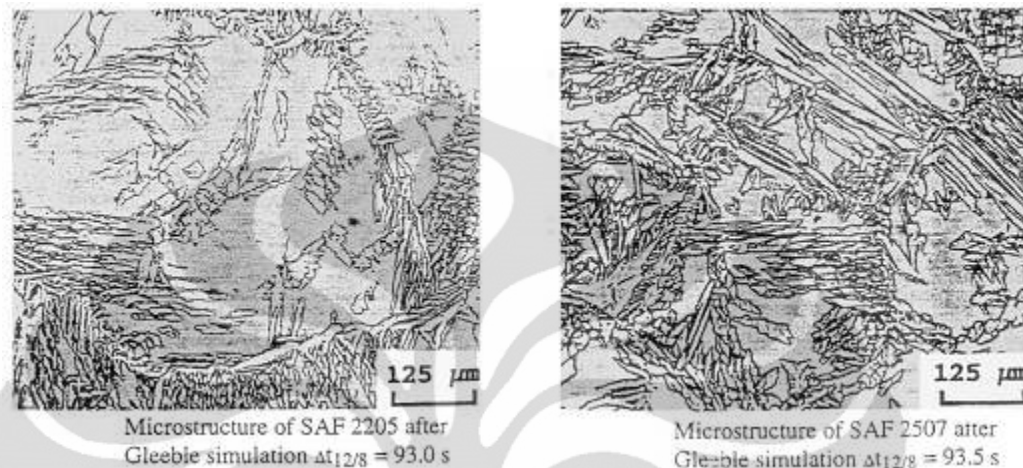 125 μm
Microstructure of SAF 2205 after
Gleeble simulation Δt12/8 = 93.0 s
125 μm
Microstructure of SAF 2507 after
Gleeble simulation Δt12/8 = 93.5 s